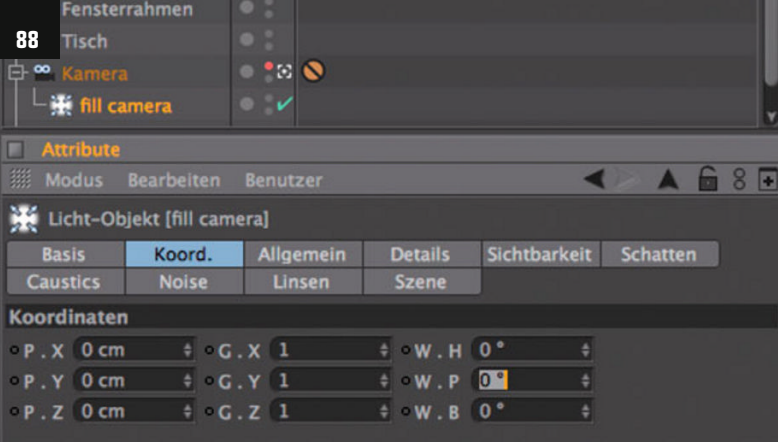 Fensterrahmen
88
Tisch
Kamera
fill camera
Attribute
Modus Bearbeiten Benutzer
Licht-Objekt [fill camera]
Basis Koord. Allgemein Details Sichtbarkeit Schatten
Caustics Noise Linsen Szene
Koordinaten
P . X 0 cm G . X 1 W . H 0 °
P . Y 0 cm G . Y 1 W . P 0 °
P . Z 0 cm G . Z 1 W . B 0 °